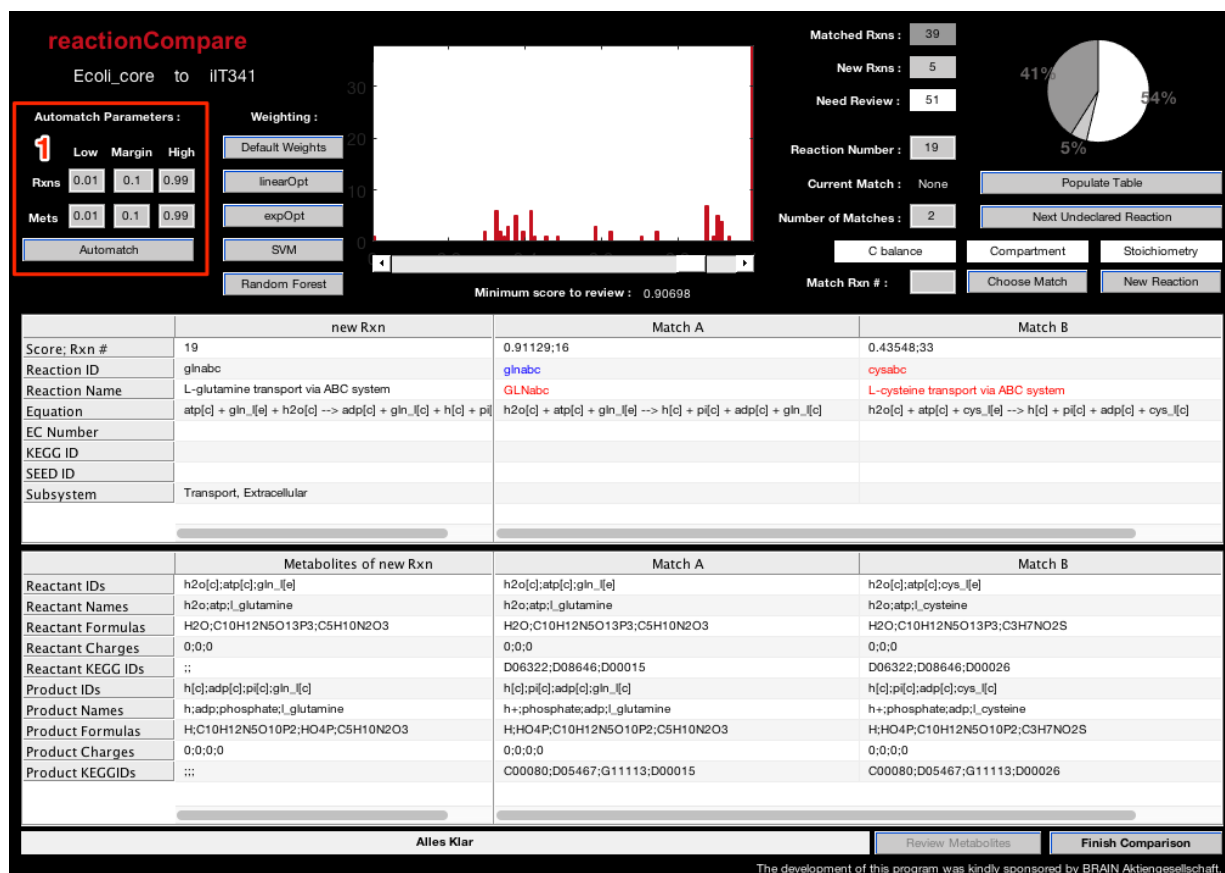 reactionCompare
Ecoli_core to iIT341
Automatch Parameters :
1
Low Margin High
Rxns 0.01 0.1 0.99
Mets 0.01 0.1 0.99
Automatch
Weighting :
Default Weights
linearOpt
expOpt
SVM
Random Forest
30
20
10
0
Minimum score to review : 0.90698
Matched Rxns : 39
New Rxns : 5
Need Review : 51
Reaction Number : 19
Current Match : None
Number of Matches : 2
41%
54%
5%
Populate Table
Next Undeclared Reaction
C balance Compartment Stoichiometry
Match Rxn # : Choose Match New Reaction
new Rxn Match A Match B
Score; Rxn # 19 0.91129;16 0.43548;33
Reaction ID glnabc glnabc cysabc
Reaction Name L-glutamine transport via ABC system GLNabc L-cysteine transport via ABC system
Equation atp[c] + gln_l[e] + h2o[c] --> adp[c] + gln_l[c] + h[c] + pi[ h2o[c] + atp[c] + gln_l[e] --> h[c] + pi[c] + adp[c] + gln_l[c] h2o[c] + atp[c] + cys_l[e] --> h[c] + pi[c] + adp[c] + cys_l[c]
EC Number
KEGG ID
SEED ID
Subsystem Transport, Extracellular
Metabolites of new Rxn Match A Match B
Reactant IDs h2o[c];atp[c];gln_l[e] h2o[c];atp[c];gln_l[e] h2o[c];atp[c];cys_l[e]
Reactant Names h2o;atp;l_glutamine h2o;atp;l_glutamine h2o;atp;l_cysteine
Reactant Formulas H2O;C10H12N5O13P3;C5H10N2O3 H2O;C10H12N5O13P3;C5H10N2O3 H2O;C10H12N5O13P3;C3H7NO2S
Reactant Charges 0;0;0 0;0;0 0;0;0
Reactant KEGG IDs ;; D06322;D08646;D00015 D06322;D08646;D00026
Product IDs h[c];adp[c];pi[c];gln_l[c] h[c];pi[c];adp[c];gln_l[c] h[c];pi[c];adp[c];cys_l[c]
Product Names h;adp;phosphate;l_glutamine h+;phosphate;adp;l_glutamine h+;phosphate;adp;l_cysteine
Product Formulas H;C10H12N5O10P2;HO4P;C5H10N2O3 H;HO4P;C10H12N5O10P2;C5H10N2O3 H;HO4P;C10H12N5O10P2;C3H7NO2S
Product Charges 0;0;0;0 0;0;0;0 0;0;0;0
Product KEGGIDs ;;; C00080;D05467;G11113;D00015 C00080;D05467;G11113;D00026
Alles Klar
Review Metabolites
Finish Comparison
The development of this program was kindly sponsored by BRAIN Aktiengesellschaft.